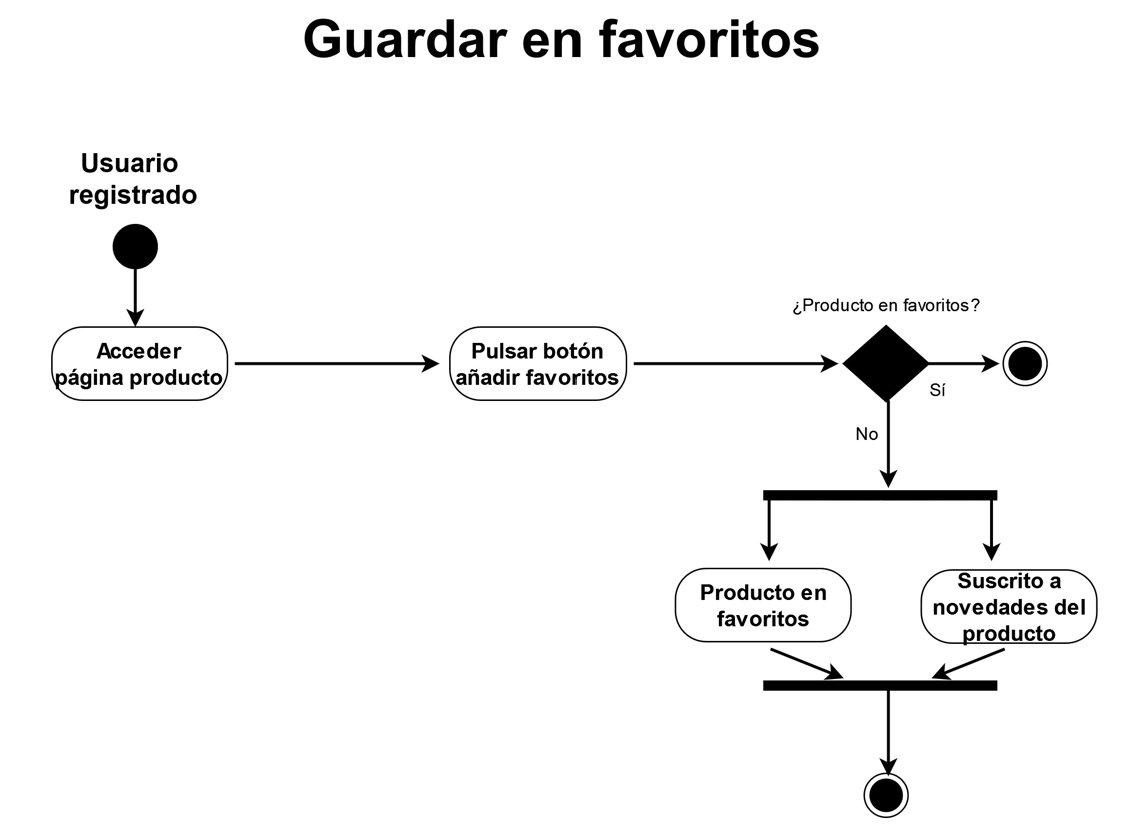 Guardar en favoritos
Usuario
registrado
¿Producto en favoritos?
Acceder
página producto
Pulsar botón
añadir favoritos
Sí
No
Producto en
favoritos
Suscrito a
novedades del
producto